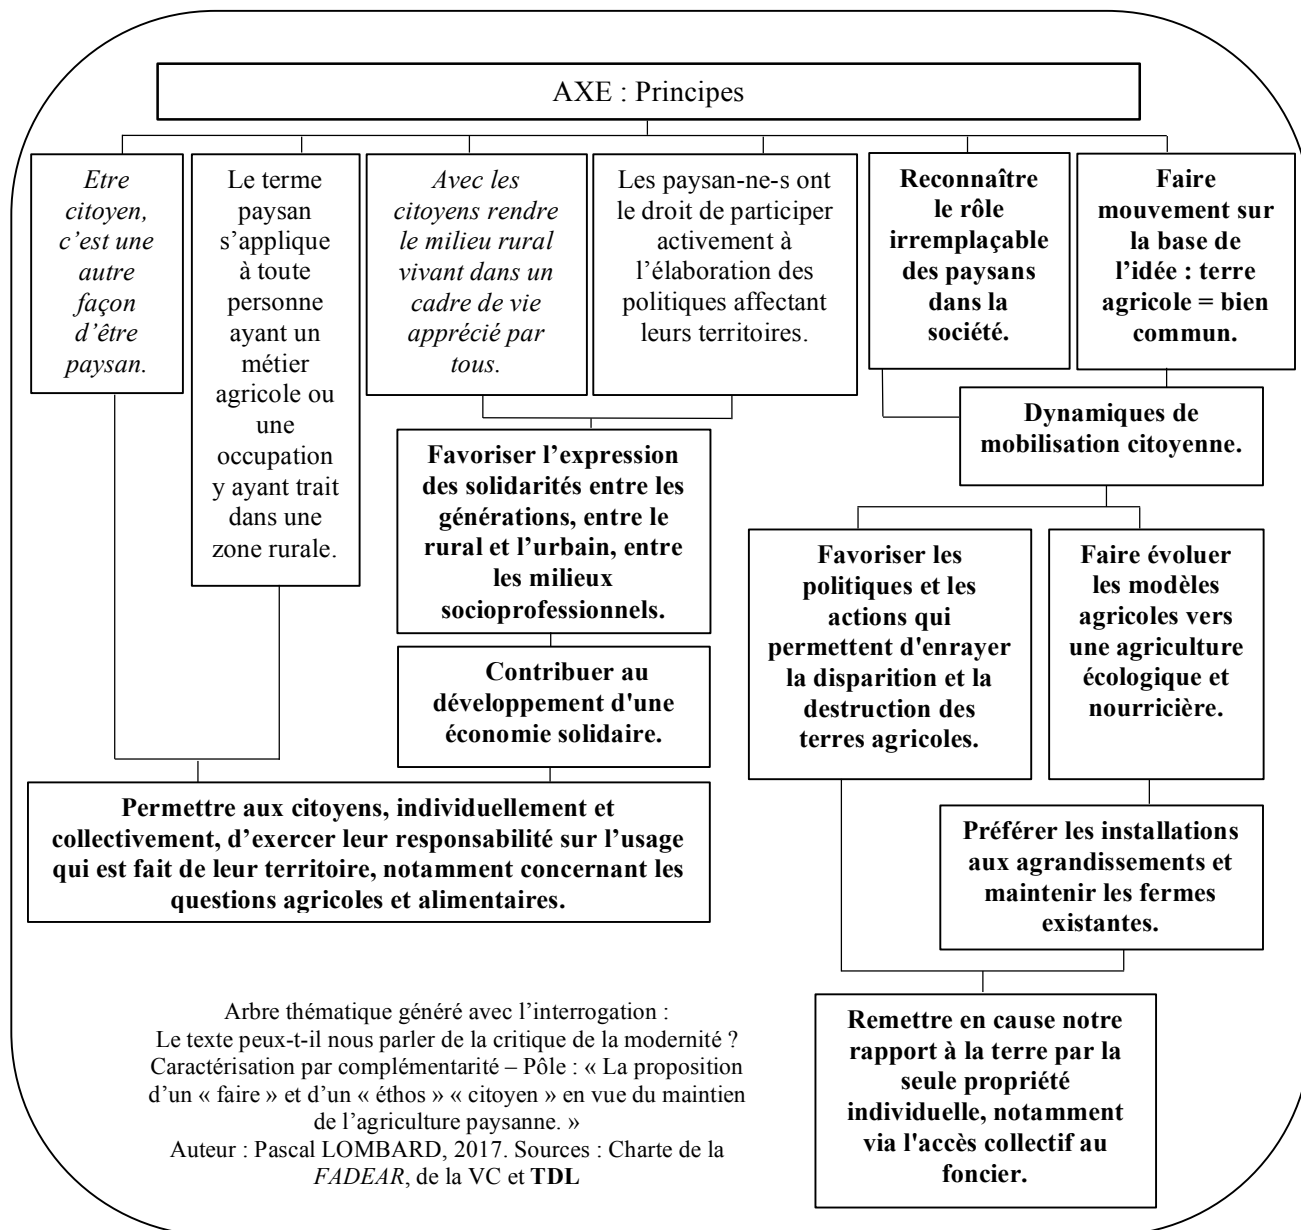 AXE : Principes
Etre
citoyen,
c’est une
autre
façon
d’être
paysan.
Le terme
paysan
s’applique
à toute
personne
ayant un
métier
agricole ou
une
occupation
y ayant trait
dans une
zone rurale.
Avec les
citoyens rendre
le milieu rural
vivant dans un
cadre de vie
apprécié par
tous.
Les paysan-ne-s ont
le droit de participer
activement à
l’élaboration des
politiques affectant
leurs territoires.
Reconnaître
le rôle
irremplaçable
des paysans
dans la
société.
Faire
mouvement sur
la base de
l’idée : terre
agricole = bien
commun.
Dynamiques de
mobilisation citoyenne.
Favoriser l’expression
des solidarités entre les
générations, entre le
rural et l’urbain, entre
les milieux
socioprofessionnels.
Favoriser les
politiques et les
actions qui
permettent d'enrayer
la disparition et la
destruction des
terres agricoles.
Faire évoluer
les modèles
agricoles vers
une agriculture
écologique et
nourricière.
Contribuer au
développement d'une
économie solidaire.
Permettre aux citoyens, individuellement et
collectivement, d’exercer leur responsabilité sur l’usage
qui est fait de leur territoire, notamment concernant les
questions agricoles et alimentaires.
Préférer les installations
aux agrandissements et
maintenir les fermes
existantes.
Remettre en cause notre
rapport à la terre par la
seule propriété
individuelle, notamment
via l'accès collectif au
foncier.
Arbre thématique généré avec l’interrogation :
Le texte peux-t-il nous parler de la critique de la modernité ?
Caractérisation par complémentarité – Pôle : « La proposition
d’un « faire » et d’un « éthos » « citoyen » en vue du maintien
de l’agriculture paysanne. »
Auteur : Pascal LOMBARD, 2017. Sources : Charte de la
FADEAR, de la VC et TDL